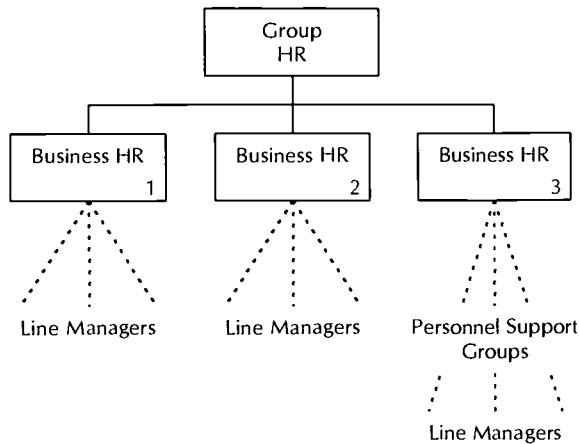 Group
HR
Business HR
1
Business HR
2
Business HR
3
Line Managers
Line Managers
Personnel Support
Groups
Line Managers